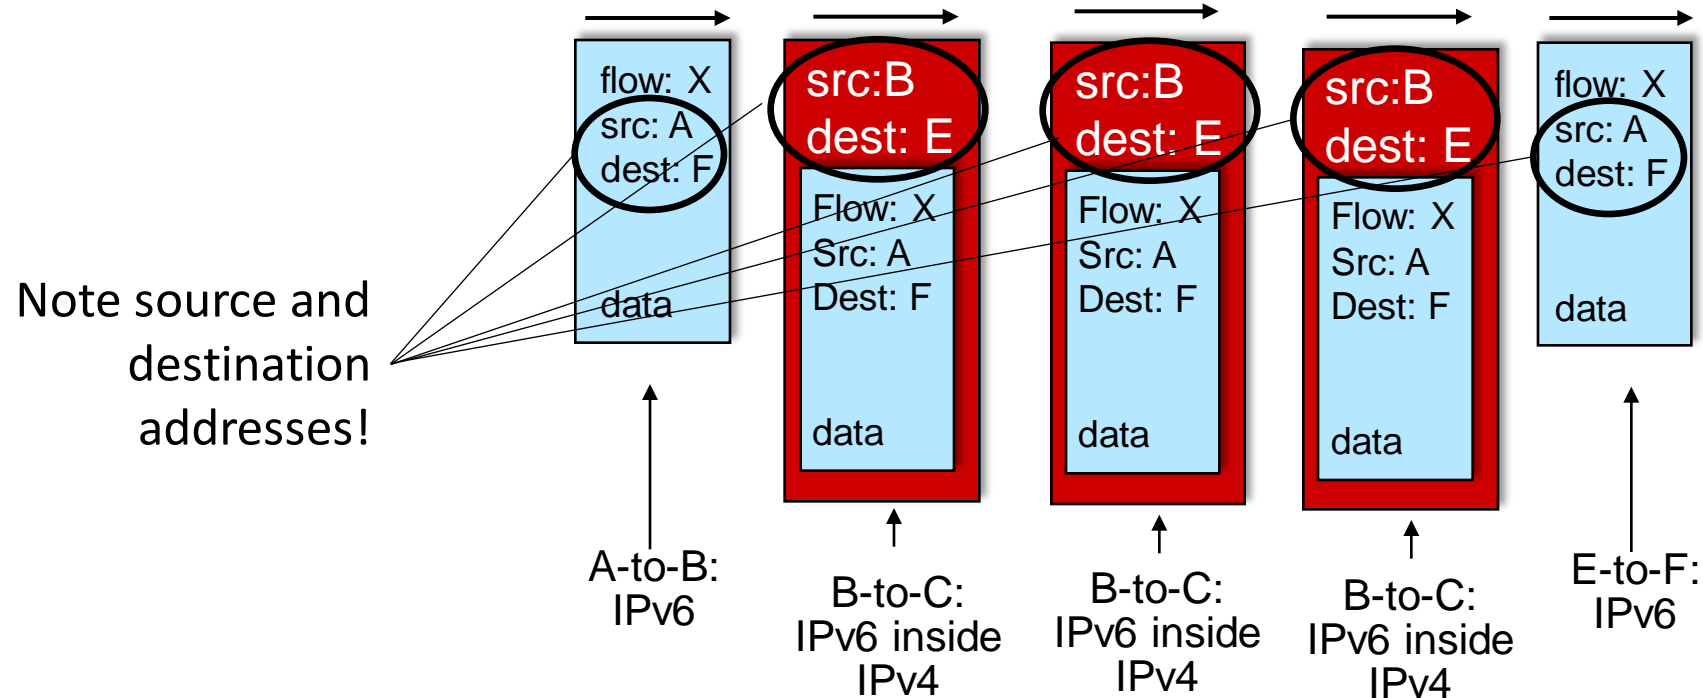 Note source and
destination
addresses!
flow: X
src: A
dest: F
data
A-to-B:
IPv6
src:B
dest: E
Flow: X
Src: A
Dest: F
data
B-to-C:
IPv6 inside
IPv4
src:B
dest: E
Flow: X
Src: A
Dest: F
data
B-to-C:
IPv6 inside
IPv4
src:B
dest: E
Flow: X
Src: A
Dest: F
data
B-to-C:
IPv6 inside
IPv4
flow: X
src: A
dest: F
data
E-to-F:
IPv6